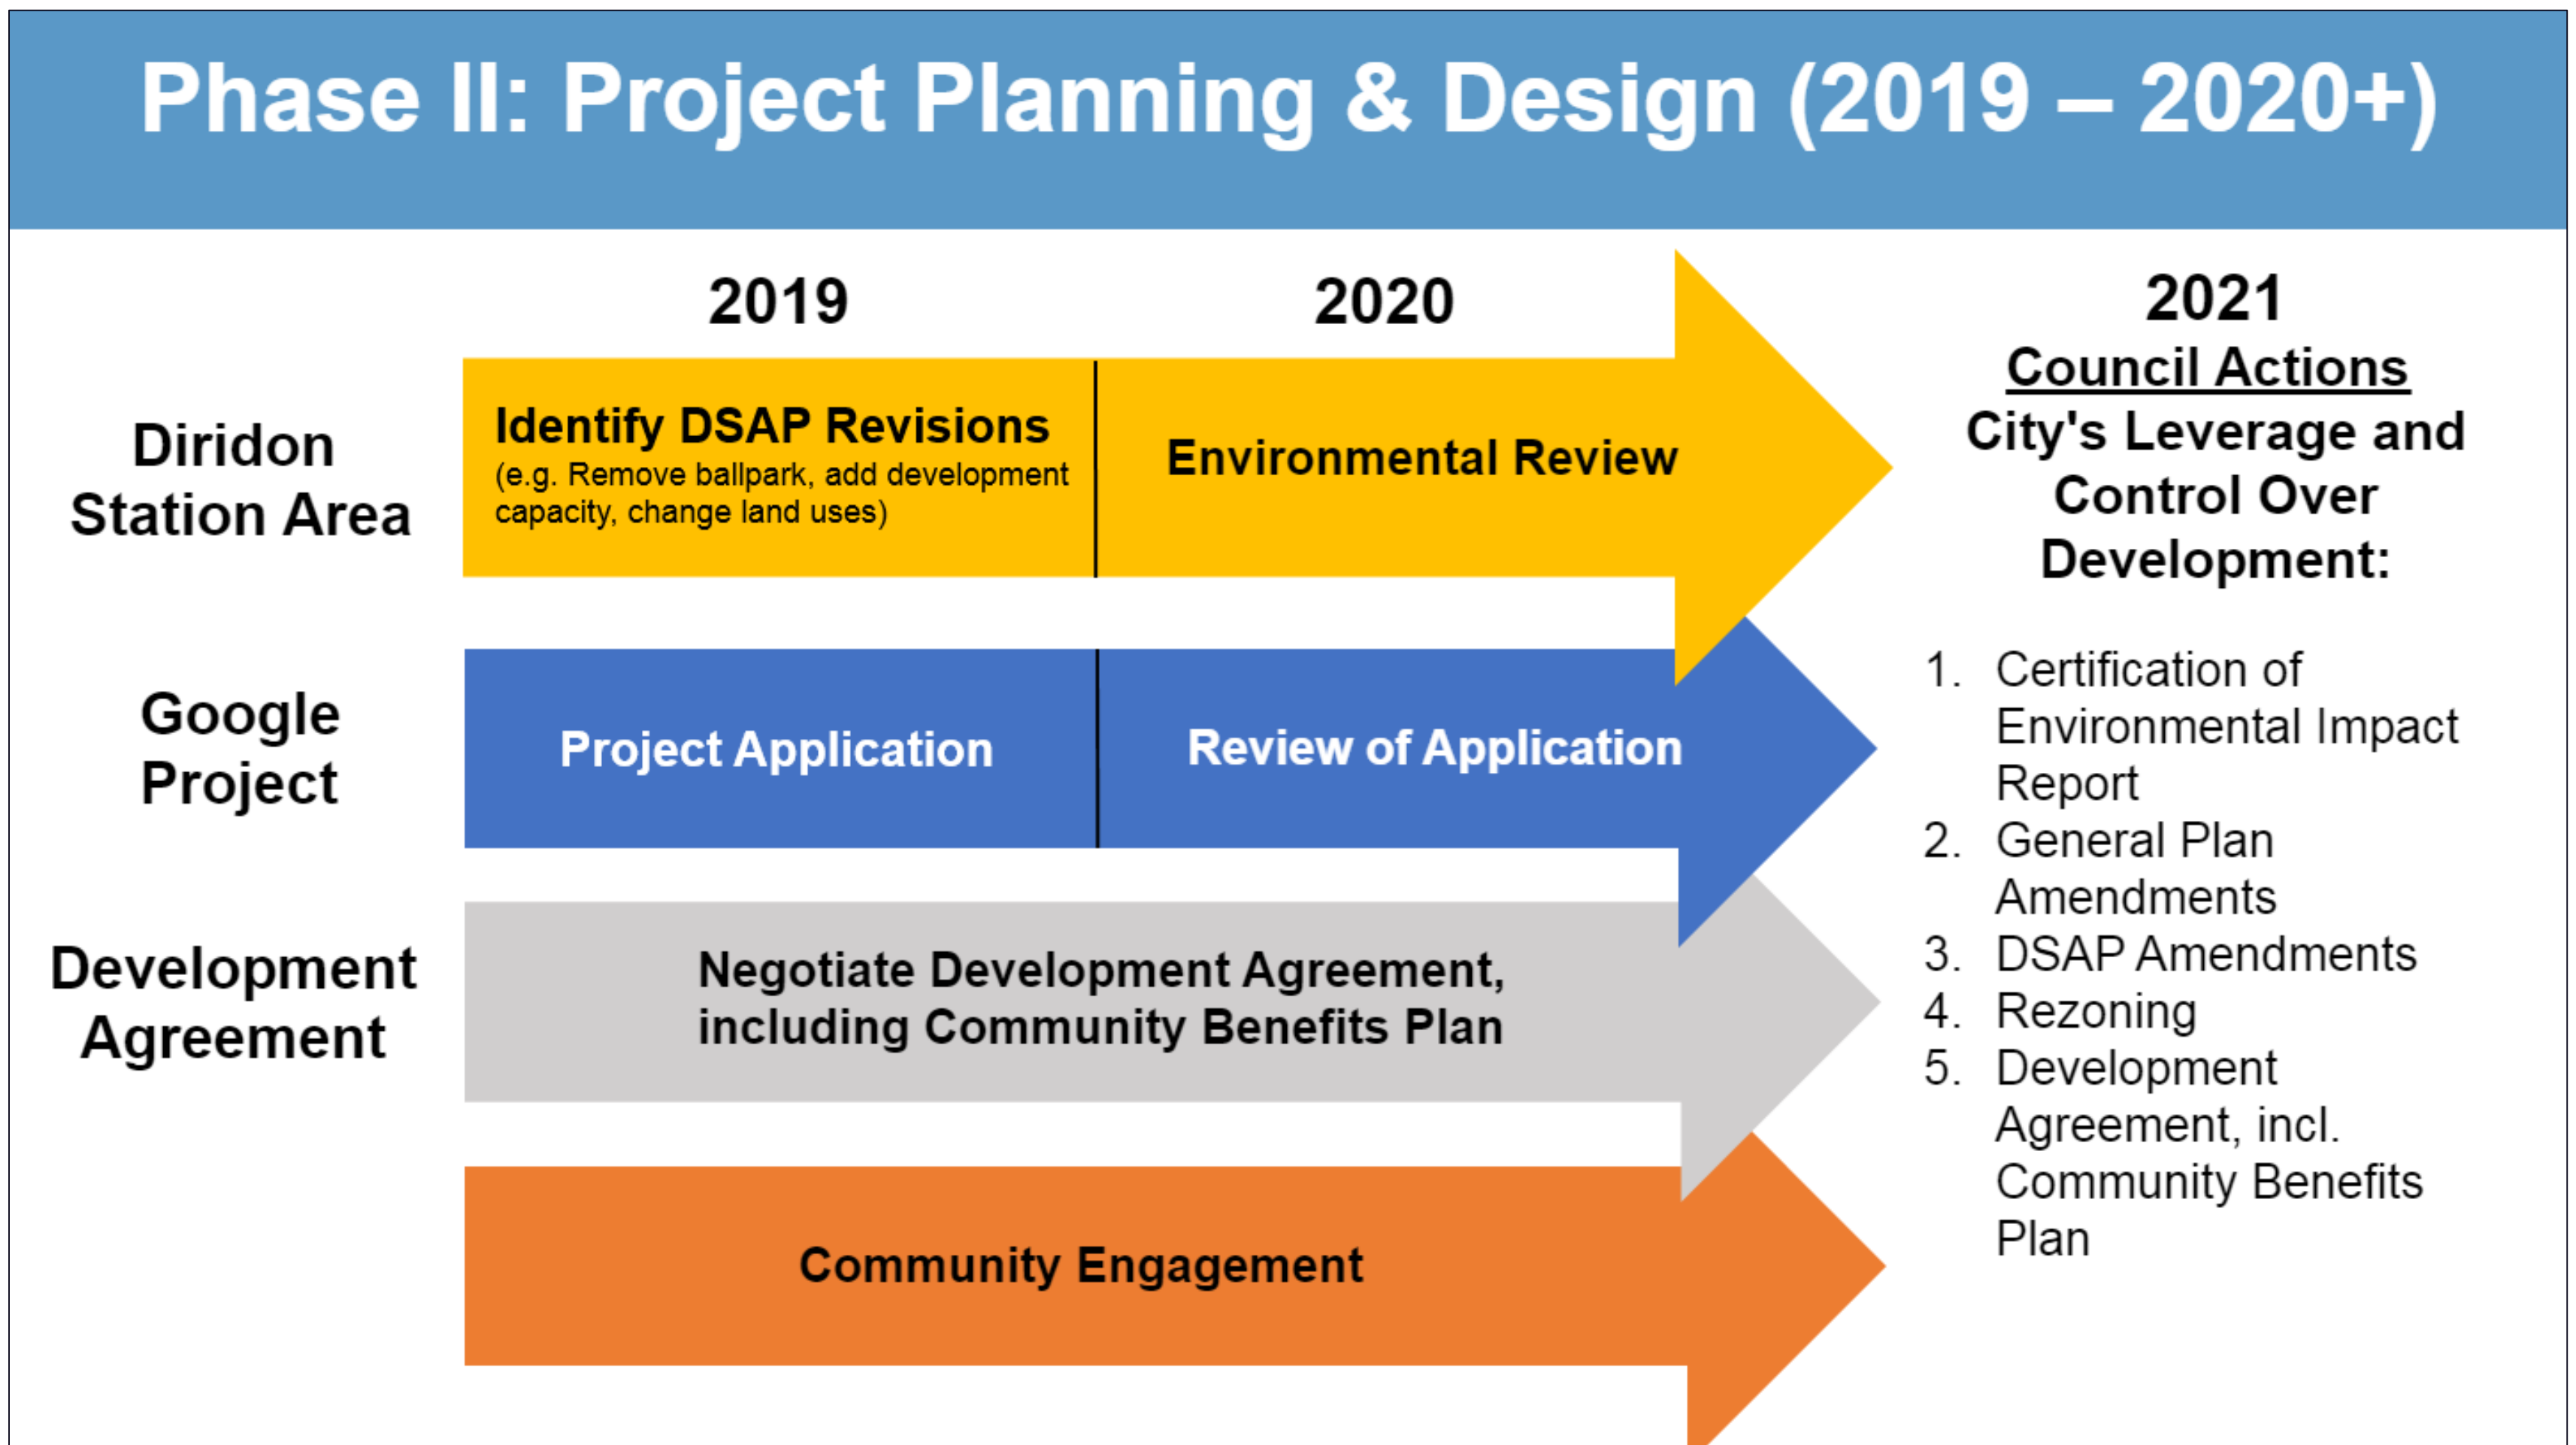 Phase II: Project Planning & Design (2019 – 2020+)
2019
2020
Diridon
Station Area
Identify DSAP Revisions
(e.g. Remove ballpark, add development
capacity, change land uses)
Environmental Review
Google
Project
Project Application
Review of Application
Development
Agreement
Negotiate Development Agreement,
including Community Benefits Plan
Community Engagement
2021
Council Actions
City's Leverage and
Control Over
Development:
1. Certification of
Environmental Impact
Report
2. General Plan
Amendments
3. DSAP Amendments
4. Rezoning
5. Development
Agreement, incl.
Community Benefits
Plan